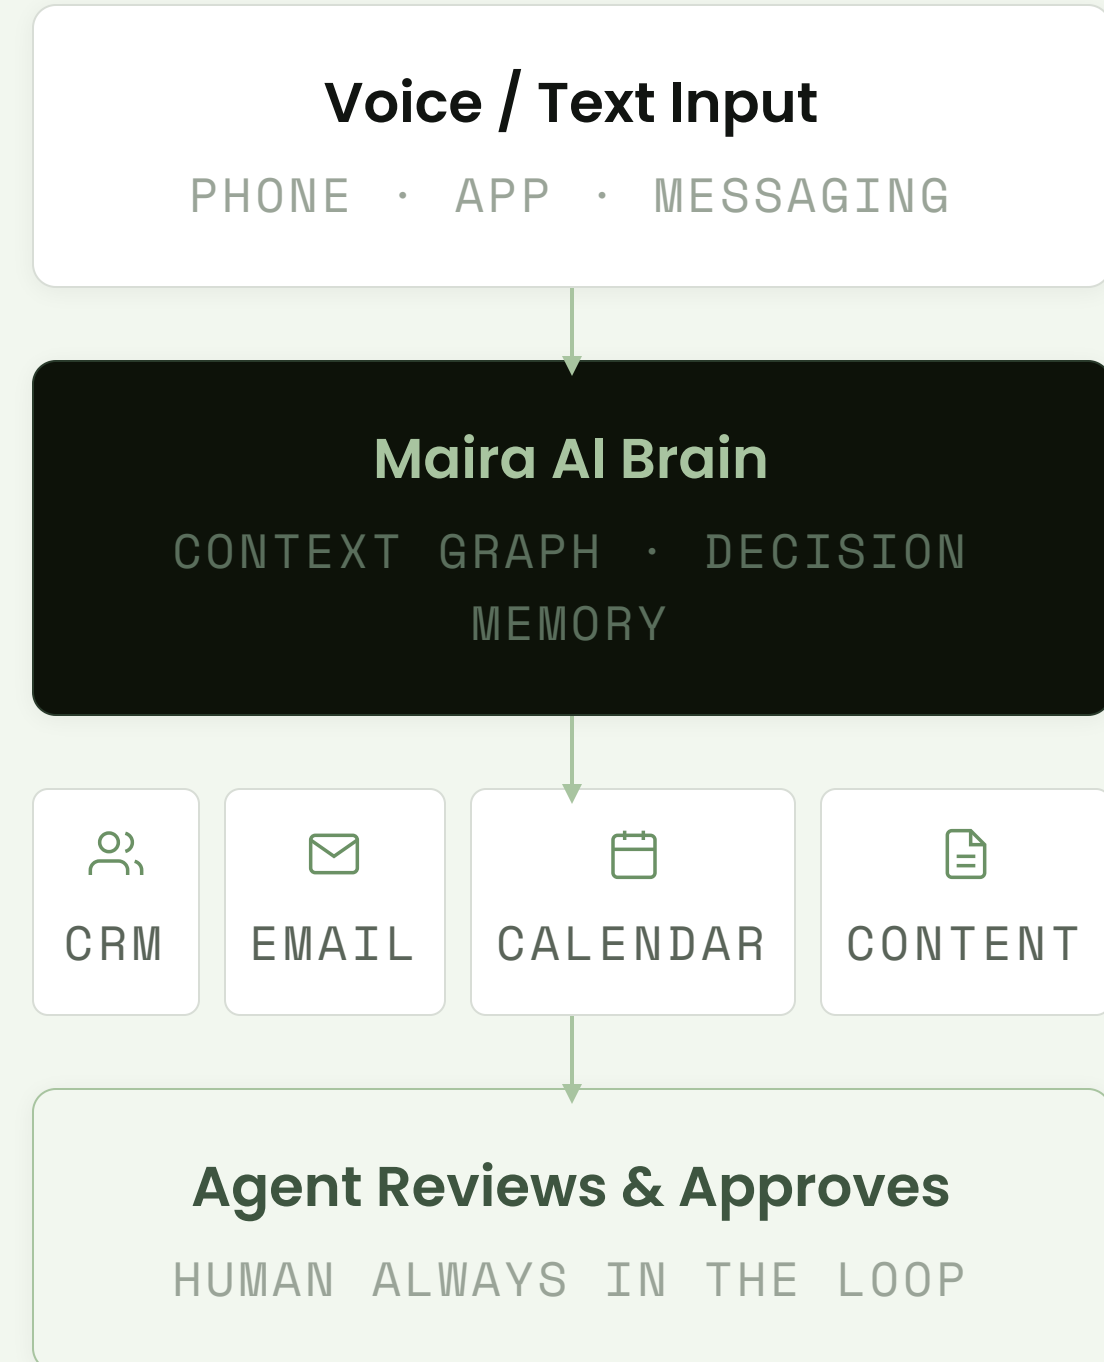 Voice / Text Input
PHONE · APP · MESSAGING
Maira AI Brain
CONTEXT GRAPH · DECISION
MEMORY
CRM
EMAIL
CALENDAR
CONTENT
Agent Reviews & Approves
HUMAN ALWAYS IN THE LOOP